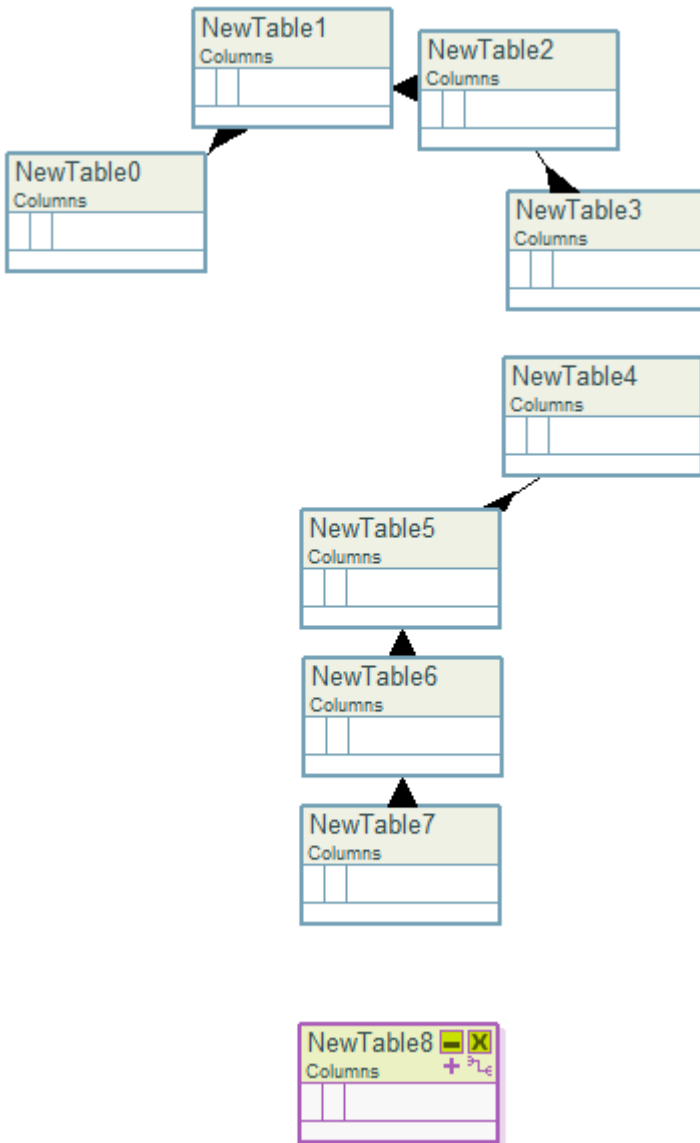 NewTable1
Columns
NewTable2
Columns
NewTable0
Columns
NewTable3
Columns
NewTable4
Columns
NewTable5
Columns
NewTable6
Columns
NewTable7
Columns
NewTable8
Columns